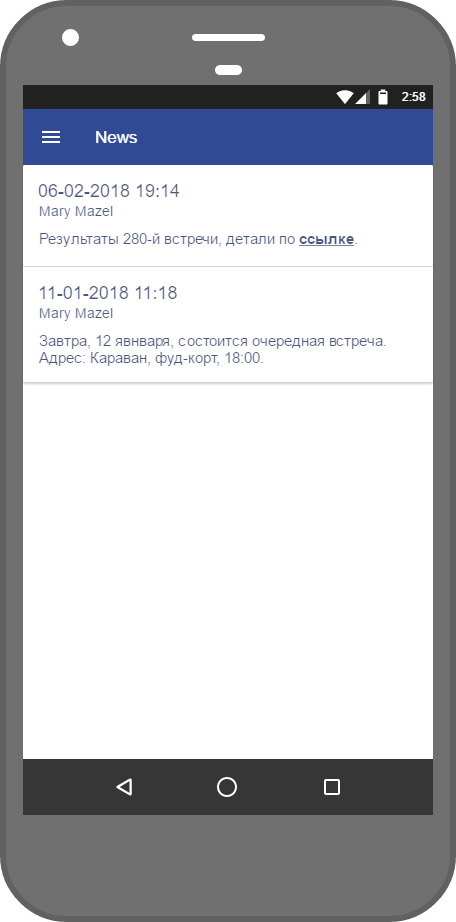 2:58
News
06-02-2018 19:14
Mary Mazel
Результаты 280-й встречи, детали по ссылке.
11-01-2018 11:18
Mary Mazel
Завтра, 12 явнваря, состоится очередная встреча.
Адрес: Караван, фуд-корт, 18:00.